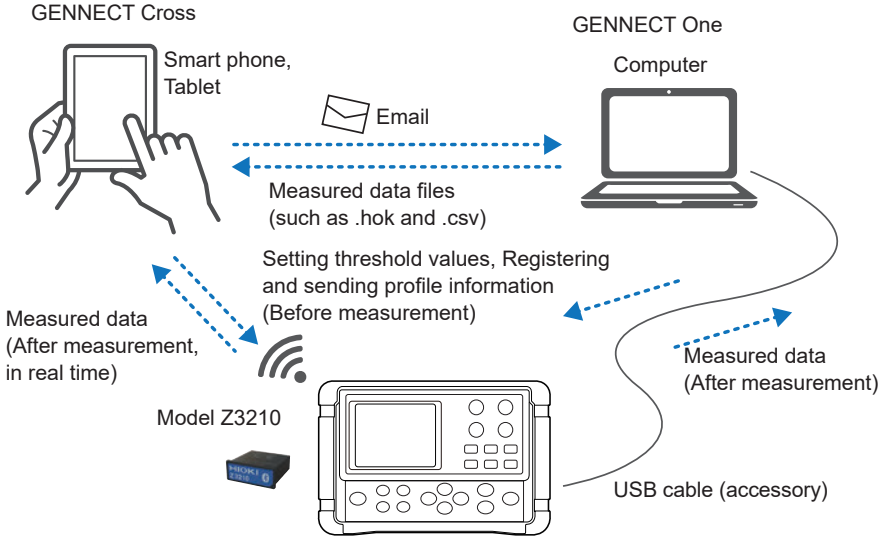 GENNECT Cross
GENNECT One
Smart phone,
Tablet
Computer
Email
Measured data files
(such as .hok and .csv)
Setting threshold values, Registering
and sending profile information
(Before measurement)
Measured data
(After measurement,
in real time)
Measured data
(After measurement)
Model Z3210
HIOKI
Z3210
USB cable (accessory)